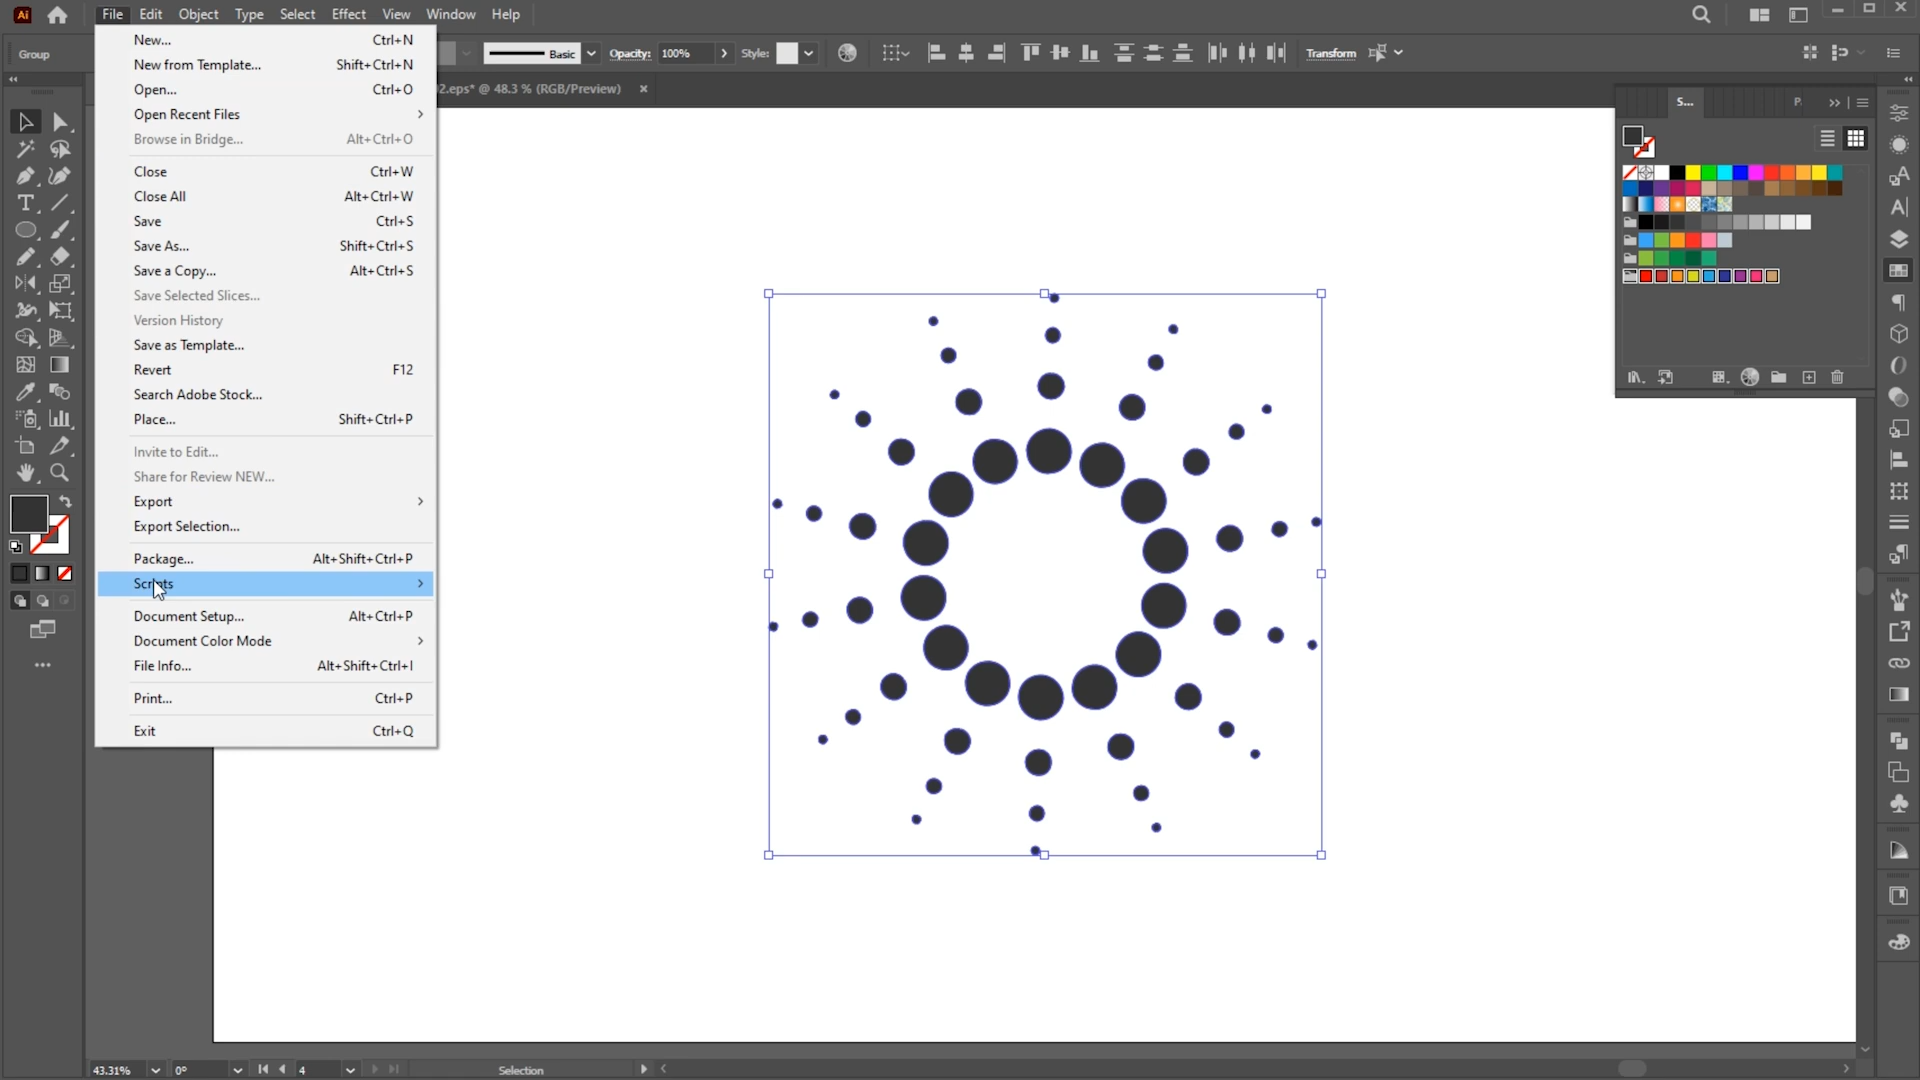 Ai File Edit Object Type Select Effect View Window Help
Group
Basic Opacity: 100% Style: Transform
2.eps* @ 48.3 % (RGB/Preview) ×
New... Ctrl+N
New from Template... Shift+Ctrl+N
Open... Ctrl+O
Open Recent Files
Browse in Bridge... Alt+Ctrl+O
Close Ctrl+W
Close All Alt+Ctrl+W
Save Ctrl+S
Save As... Shift+Ctrl+S
Save a Copy... Alt+Ctrl+S
Save Selected Slices...
Version History
Save as Template...
Revert F12
Search Adobe Stock...
Place... Shift+Ctrl+P
Invite to Edit...
Share for Review NEW...
Export
Export Selection...
Package... Alt+Shift+Ctrl+P
Scripts
Document Setup... Alt+Ctrl+P
Document Color Mode
File Info... Alt+Shift+Ctrl+I
Print... Ctrl+P
Exit Ctrl+Q
S...
43.31% 0° 4 Selection